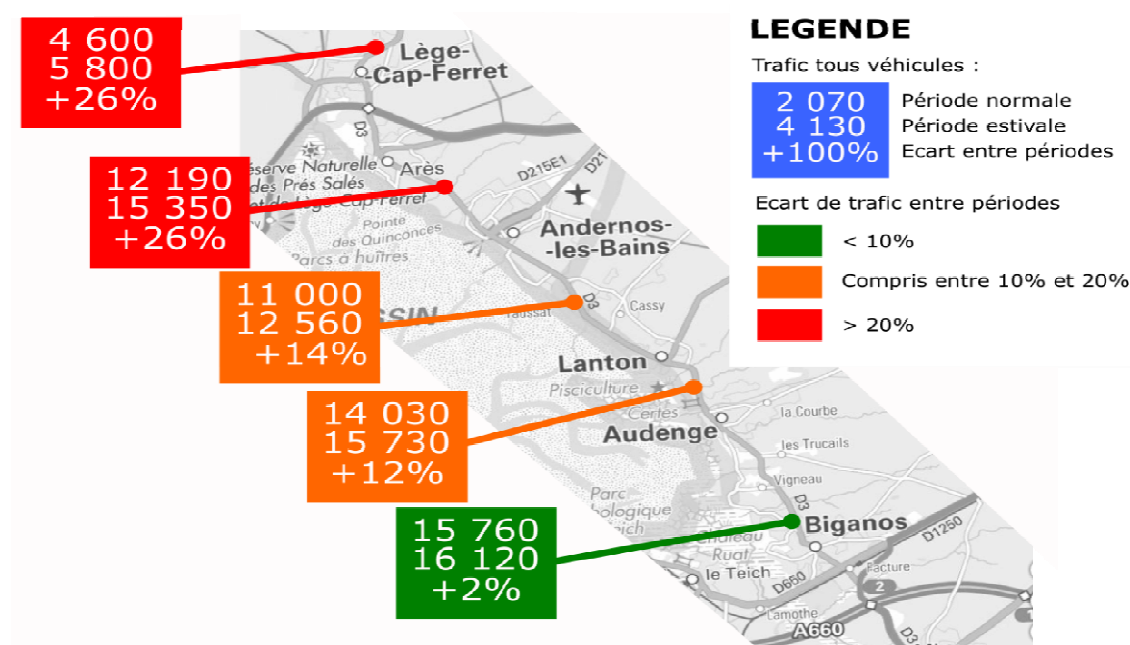 4 600
5 800
+26%
12 190
15 350
+26%
11 000
12 560
+14%
14 030
15 730
+12%
15 760
16 120
+2%
LEGENDE
Trafic tous véhicules :
2 070 Période normale
4 130 Période estivale
+100% Ecart entre périodes
Ecart de trafic entre périodes
< 10%
Compris entre 10% et 20%
> 20%
Lège-
-Cap-Ferret
D3
Arès
D215E1
D21
Naturelle
des Prés Salés
et de Lège-Cap-Ferret
Pointe
des Quinconces
Parcs à huîtres
Andernos-
-les-Bains
D3
Cassy
SSIN
Lanton
Pisciculture
Certes
Audenge
la Courbe
les Trucails
Vigneau
D3
Parc
Biganos
D1250
Château
Ruat
le Teich
D650
Facture
2
Lamothe
A660